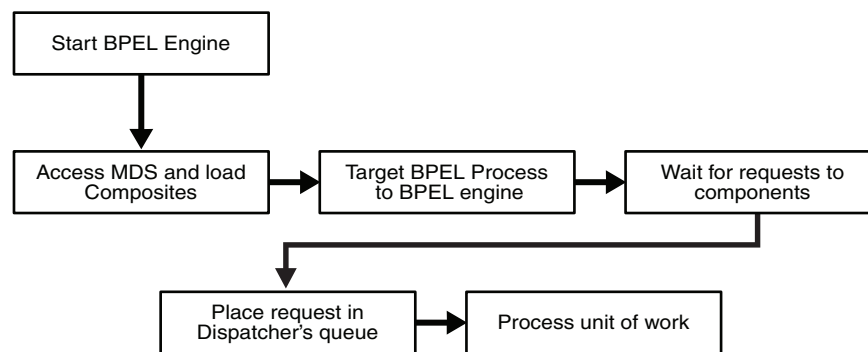 Start BPEL Engine
Access MDS and load
Composites
Target BPEL Process
to BPEL engine
Wait for requests to
components
Place request in
Dispatcher’s queue
Process unit of work